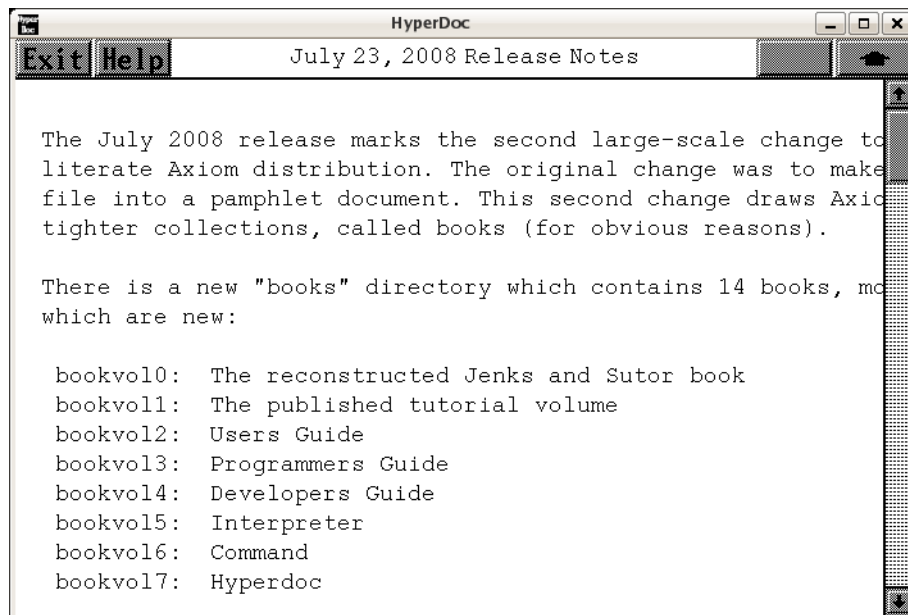 Hyper Doc
HyperDoc
Exit Help July 23, 2008 Release Notes
The July 2008 release marks the second large-scale change to
literate Axiom distribution. The original change was to make
file into a pamphlet document. This second change draws
tighter collections, called books (for obvious reasons).
There is a new "books" directory which contains 14 books,
which are new:
bookvol0: The reconstructed Jenks and Sutor book
bookvol1: The published tutorial volume
bookvol2: Users Guide
bookvol3: Programmers Guide
bookvol4: Developers Guide
bookvol5: Interpreter
bookvol6: Command
bookvol7: Hyperdoc